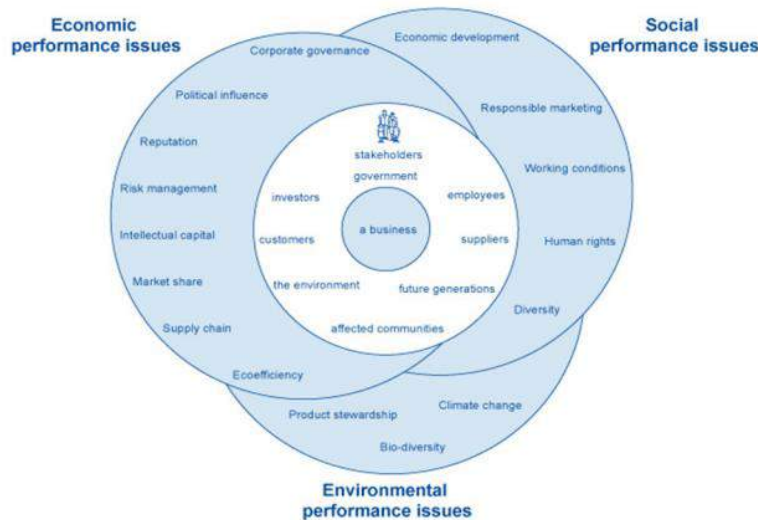 Economic
performance issues
Social
performance issues
Corporate governance
Economic development
Political influence
Responsible marketing
Reputation
Working conditions
Risk management
Human rights
Intellectual capital
Diversity
Market share
Supply chain
Ecoefficiency
stakeholders
government
investors
employees
a business
customers
suppliers
the environment
future generations
affected communities
Product stewardship
Climate change
Bio-diversity
Environmental
performance issues